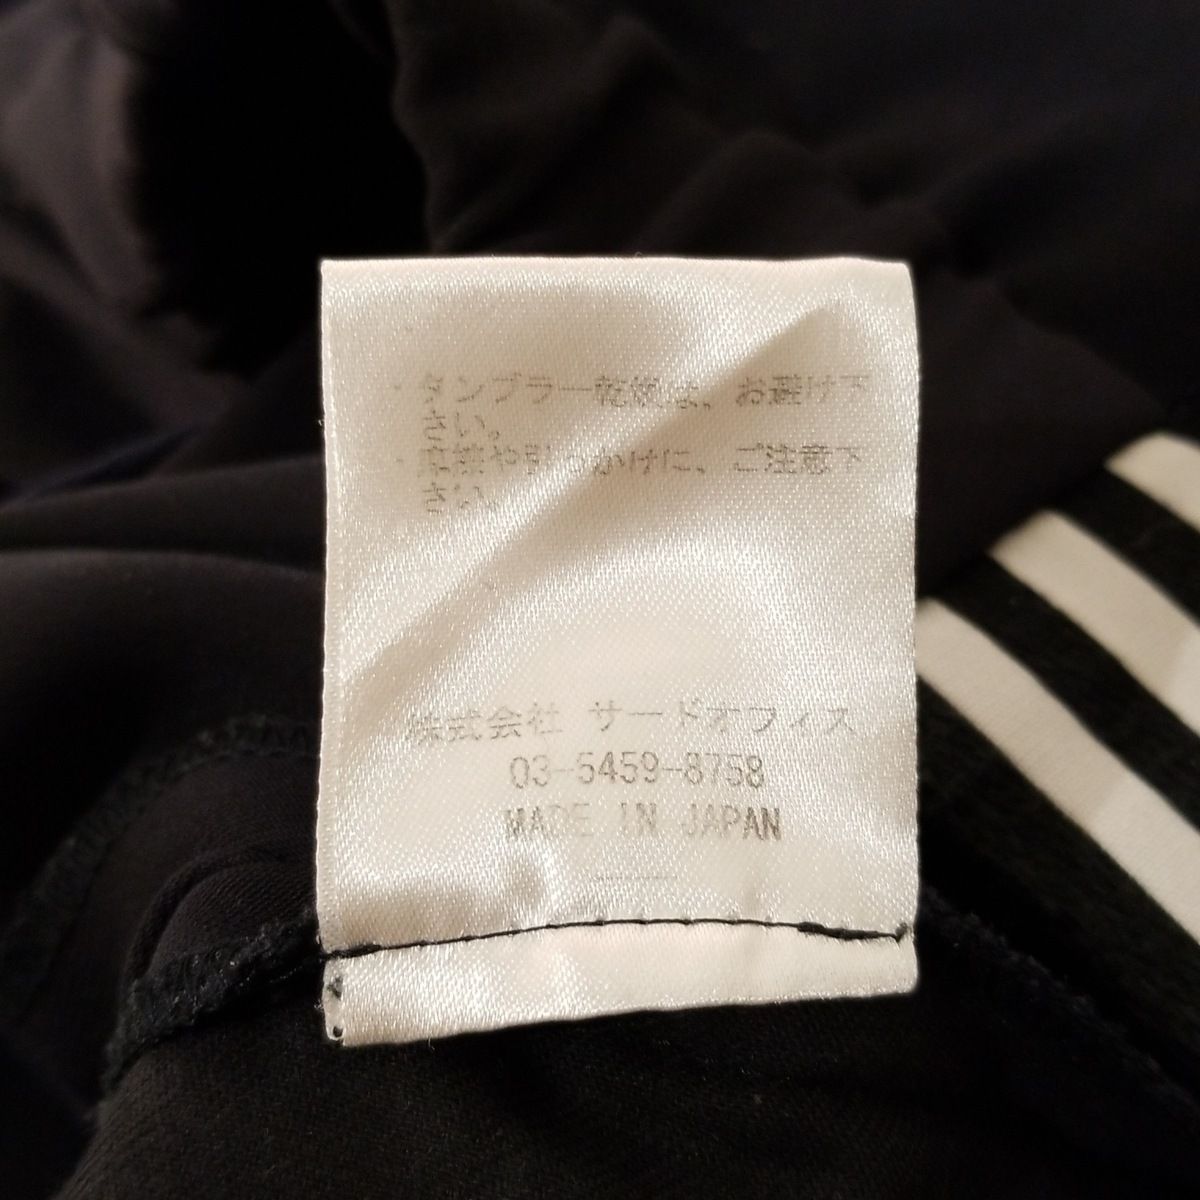 ・タンブラー乾燥は、お避け下
さい。
・摩擦や引っかけに、ご注意下
さい。
株式会社 サードオフィス
03-5459-8758
MADE IN JAPAN